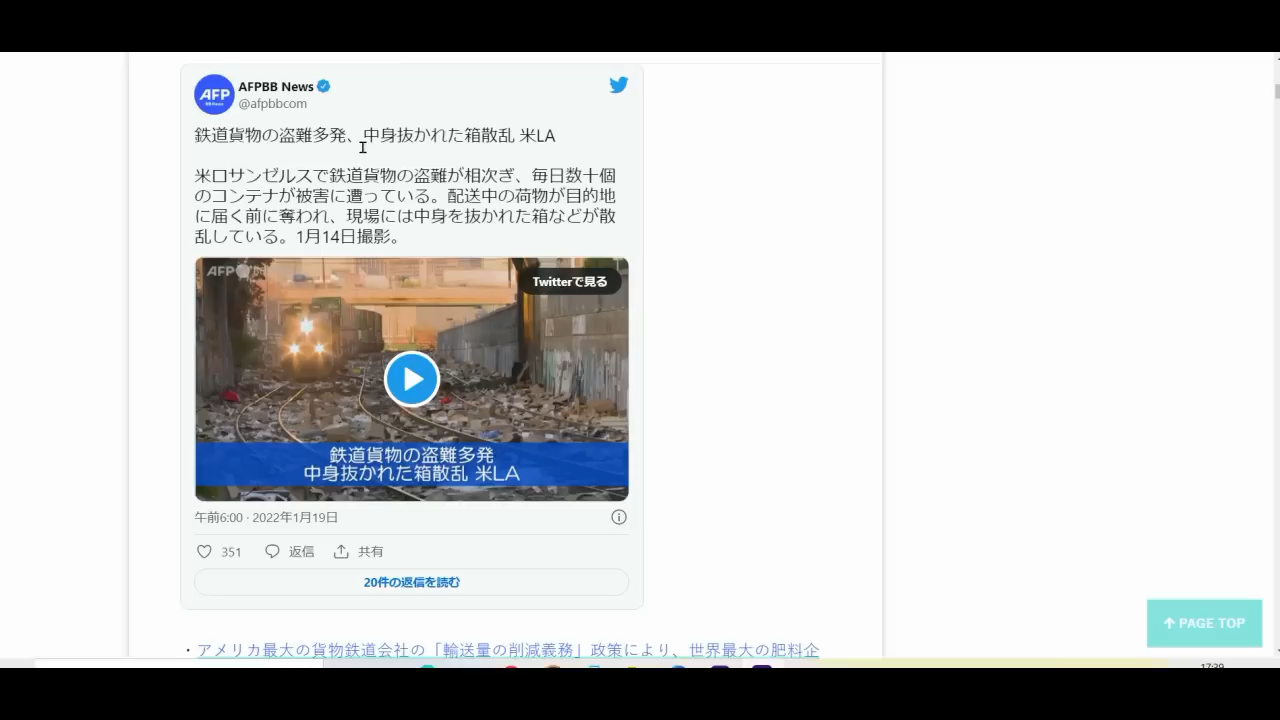 AFPBB News
@afpbbcom
鉄道貨物の盗難多発、中身抜かれた箱散乱 米LA
米ロサンゼルスで鉄道貨物の盗難が相次ぎ、毎日数十個
のコンテナが被害に遭っている。配送中の荷物が目的地
に届く前に奪われ、現場には中身を抜かれた箱などが散
乱している。1月14日撮影。
AFP
Twitterで見る
鉄道貨物の盗難多発
中身抜かれた箱散乱 米LA
午前6:00 · 2022年1月19日
351 返信 共有
20件の返信を読む
・アメリカ最大の貨物鉄道会社の「輸送量の削減義務」政策により、世界最大の肥料企
PAGE TOP